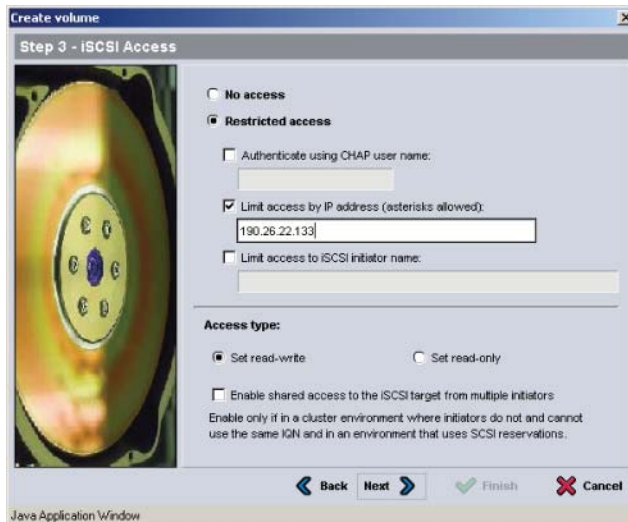 Create volume
Step 3 - iSCSI Access
No access
Restricted access
Authenticate using CHAP user name:
Limit access by IP address (asterisks allowed):
190.26.22.133
Limit access to iSCSI initiator name:
Access type:
Set read-write
Set read-only
Enable shared access to the iSCSI target from multiple initiators
Enable only if in a cluster environment where initiators do not and cannot
use the same IQN and in an environment that uses SCSI reservations.
Back Next Finish Cancel
Java Application Window